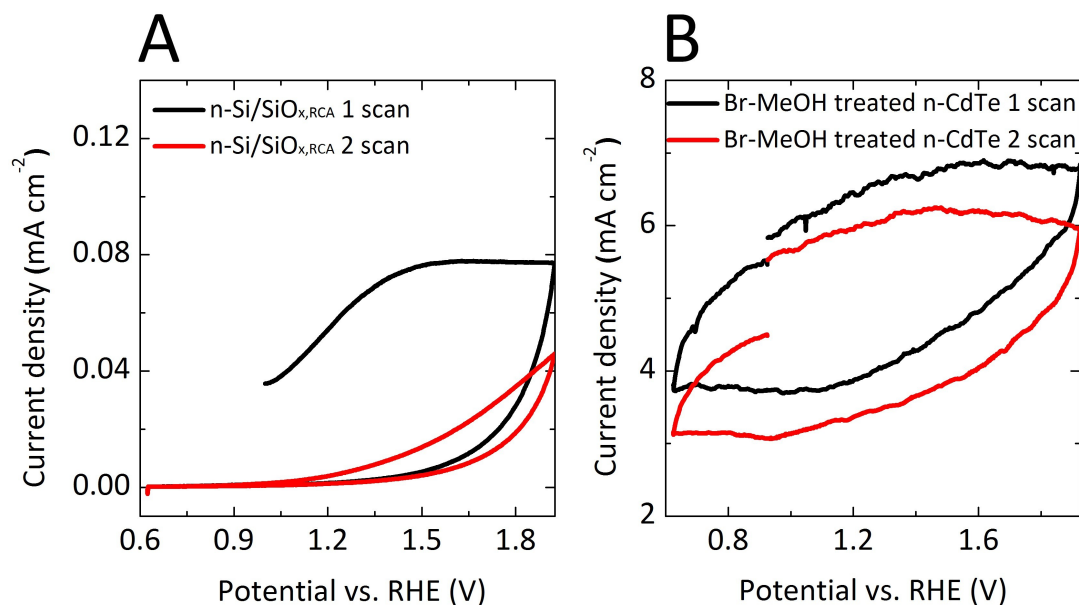 A
n-Si/SiOx,RCA 1 scan
n-Si/SiOx,RCA 2 scan
0.12
0.08
0.04
0.00
0.6 0.9 1.2 1.5 1.8
Current density (mA cm-2)
Potential vs. RHE (V)
B
Br-MeOH treated n-CdTe 1 scan
Br-MeOH treated n-CdTe 2 scan
8
6
4
2
0.8 1.2 1.6
Current density (mA cm-2)
Potential vs. RHE (V)